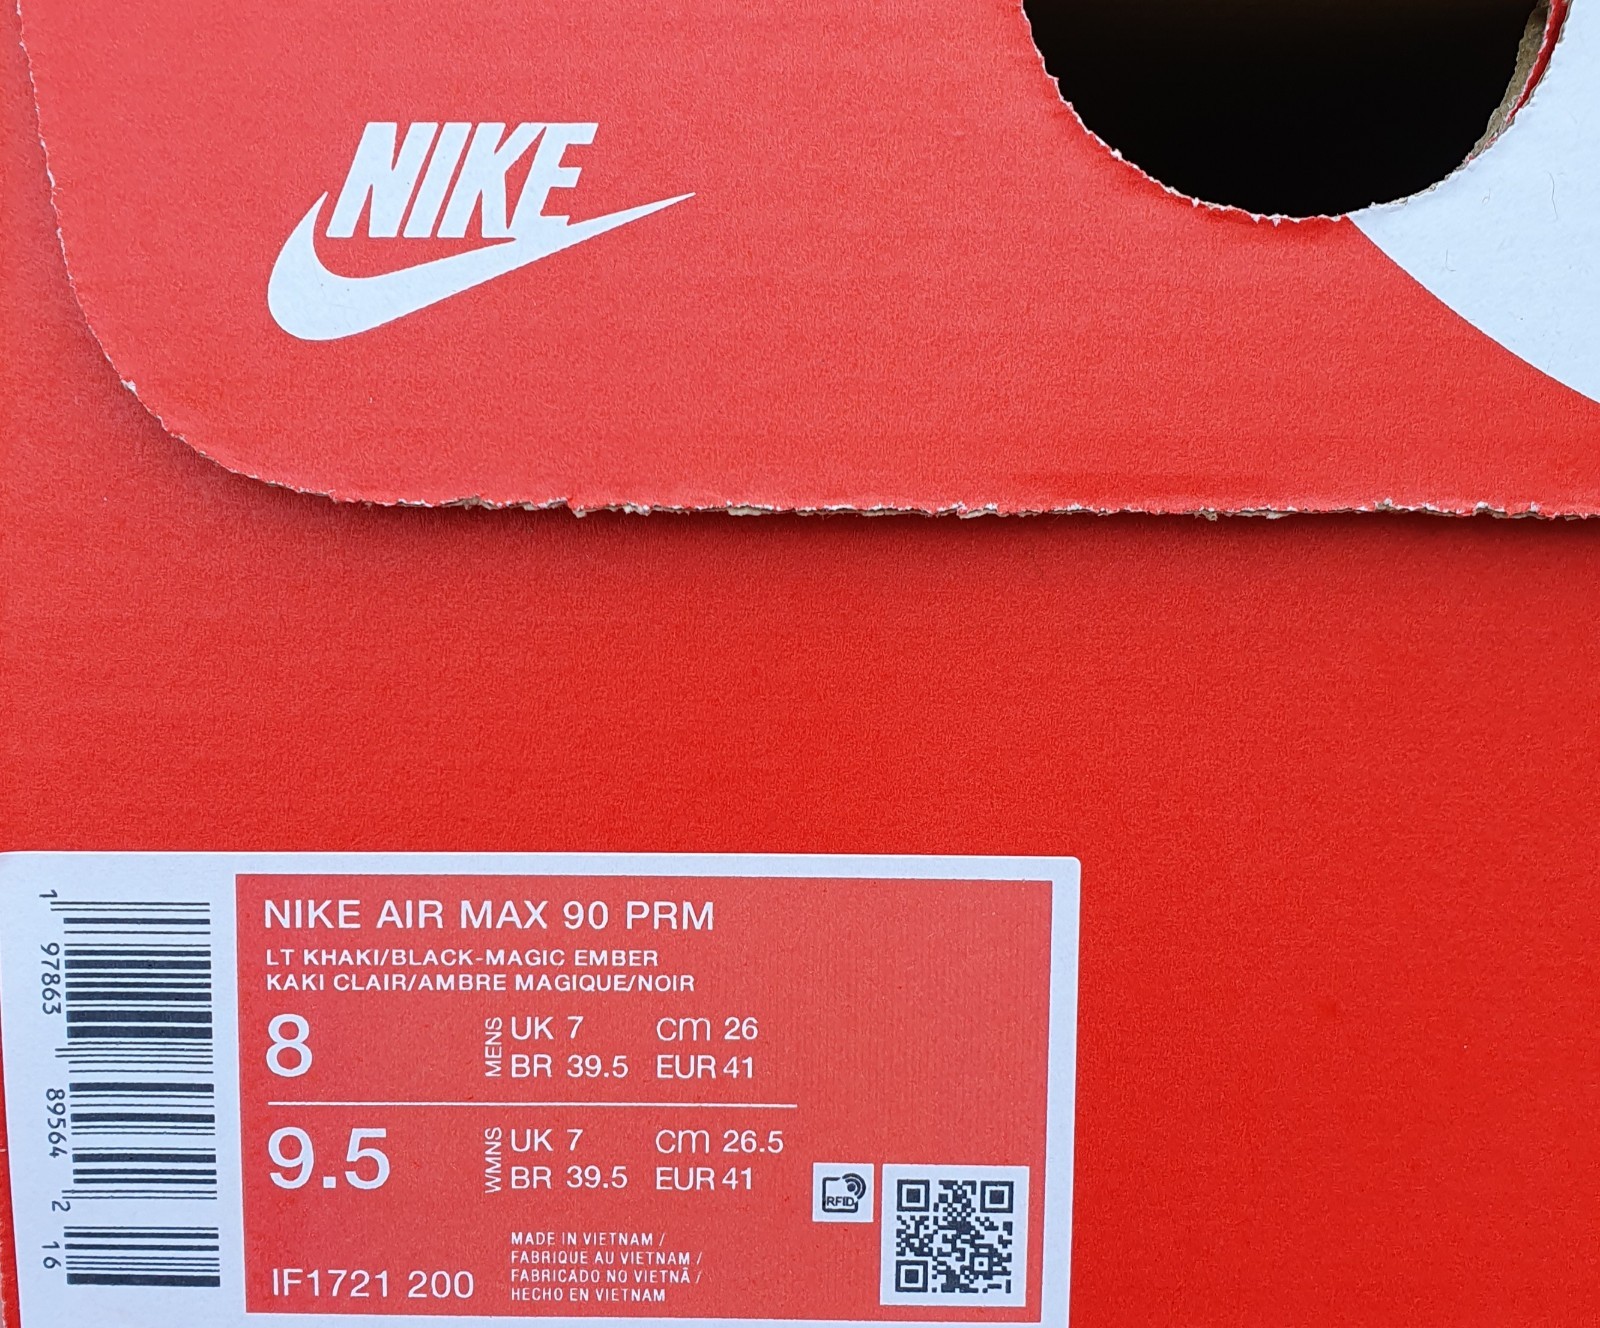 NIKE
NIKE AIR MAX 90 PRM
LT KHAKI/BLACK-MAGIC EMBER
KAKI CLAIR/AMBRE MAGIQUE/NOIR
8
MENS
UK 7 cm 26
BR 39.5 EUR 41
9.5
WMNS
UK 7 cm 26.5
BR 39.5 EUR 41
RFID
MADE IN VIETNAM /
FABRIQUE AU VIETNAM /
FABRICADO NO VIETNÃ /
HECHO EN VIETNAM
IF1721 200
1 97863 89564 2 16